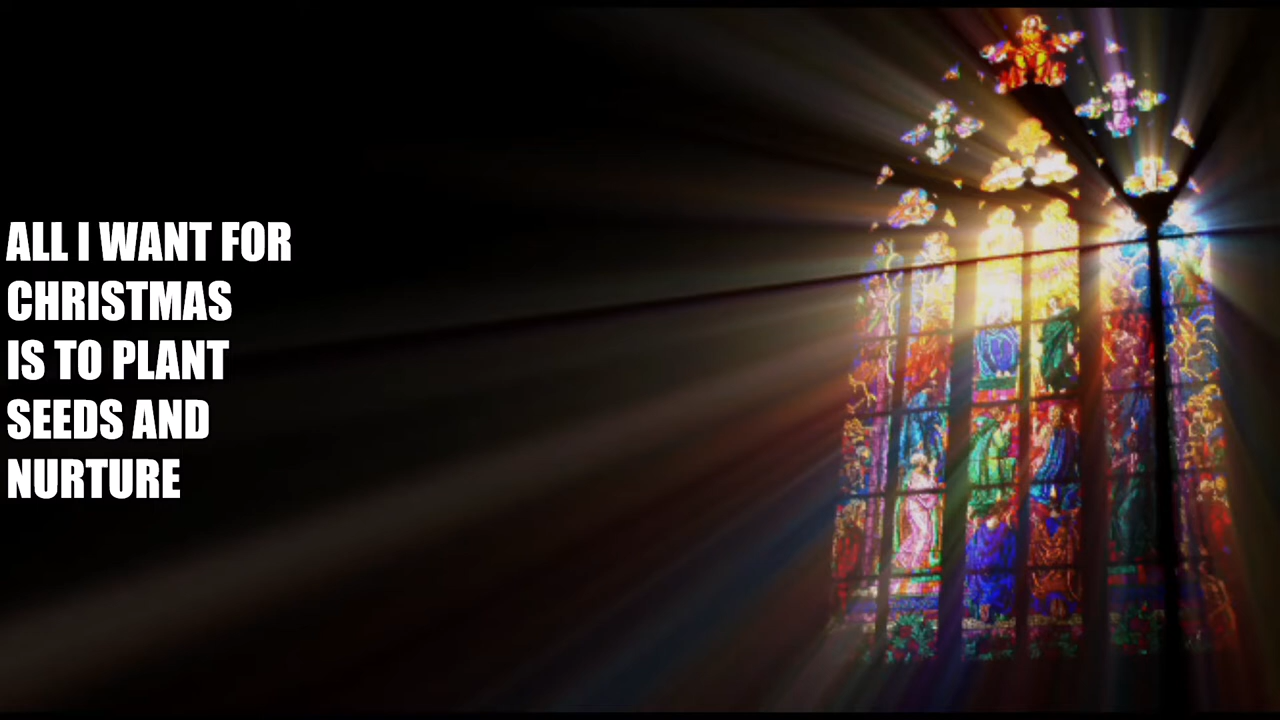 ALL I WANT FOR
CHRISTMAS
IS TO PLANT
SEEDS AND
NURTURE